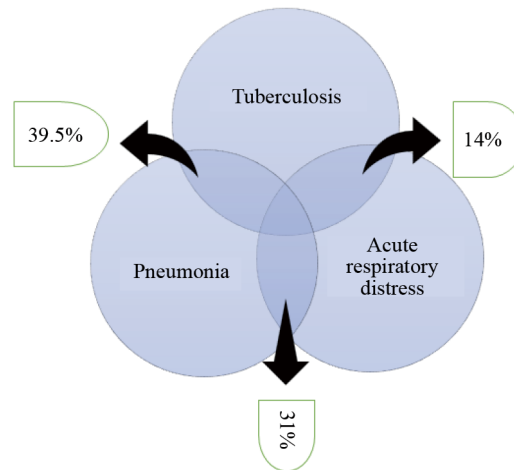 Tuberculosis
39.5%
14%
Pneumonia
Acute
respiratory
distress
31%